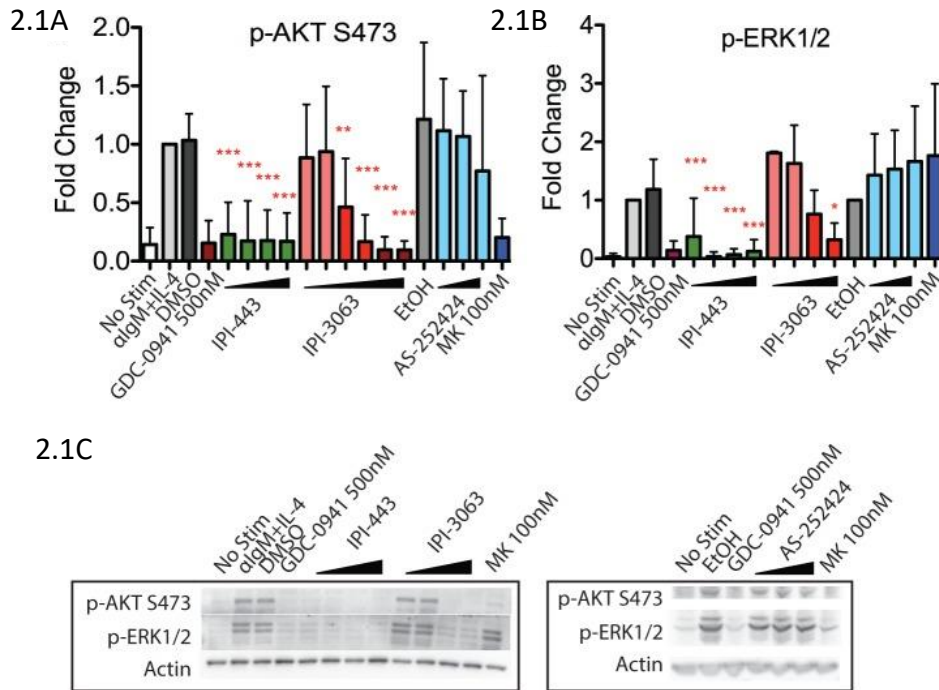 2.1A
p-AKT S473
Fold Change
2.0
1.5
1.0
0.5
0.0
***
***
***
***
**
***
***
***
No Stim
αIgM+IL-4
DMSO
GDC-0941 500nM
IPI-443
IPI-3063
EtOH
AS-252424
MK 100nM
2.1B
p-ERK1/2
Fold Change
4
3
2
1
0
***
***
***
***
*
No Stim
αIgM+IL-4
DMSO
GDC-0941 500nM
IPI-443
IPI-3063
EtOH
AS-252424
MK 100nM
2.1C
No Stim
αIgM+IL-4
DMSO
GDC-0941 500nM
IPI-443
IPI-3063
MK 100nM
p-AKT S473
p-ERK1/2
Actin
No Stim
EtOH
GDC-0941 500nM
AS-252424
MK 100nM
p-AKT S473
p-ERK1/2
Actin